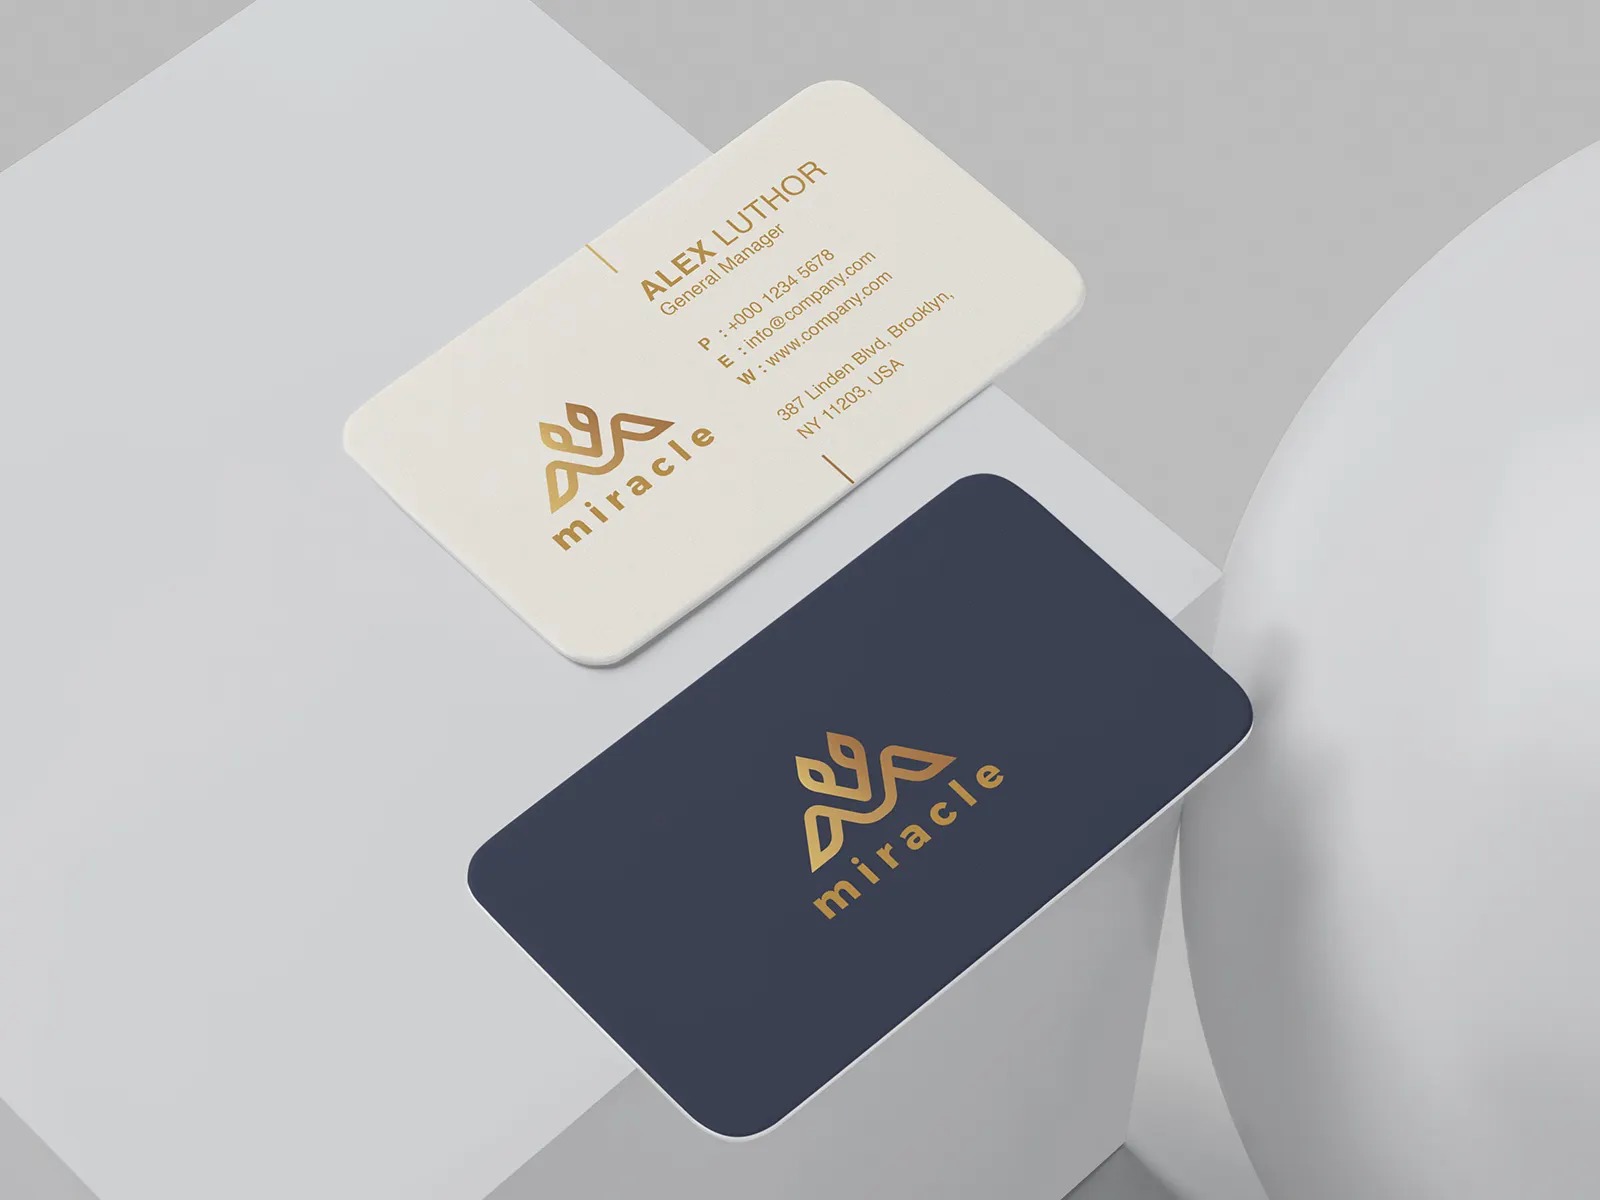 ALEX LUTHOR
General Manager
P : +000 1234 5678
E : info@company.com
W : www.company.com
387 Linden Blvd, Brooklyn,
NY 11203, USA
miracle
miracle